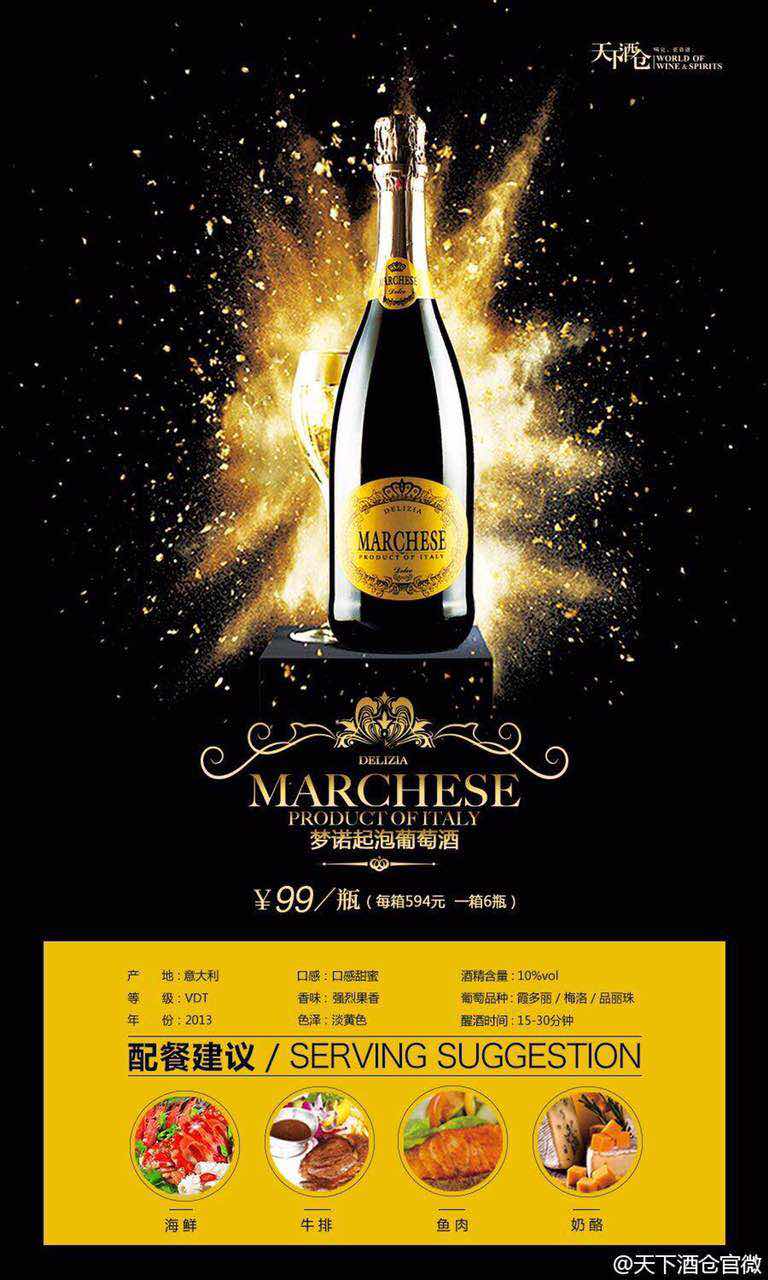 天下酒仓
WORLD OF
WINE & SPIRITS
MARCHESE
Dolce
DELIZIA
MARCHESE
PRODUCT OF ITALY
Dolce
DELIZIA
MARCHESE
PRODUCT OF ITALY
梦诺起泡葡萄酒
¥99/瓶(每箱594元 一箱6瓶)
产 地:意大利 口感:口感甜蜜 酒精含量:10%vol
等 级:VDT 香味:强烈果香 葡萄品种:霞多丽/梅洛/品丽珠
年 份:2013 色泽:淡黄色 醒酒时间:15-30分钟
配餐建议 / SERVING SUGGESTION
海鲜 牛排 鱼肉 奶酪
@天下酒仓官微